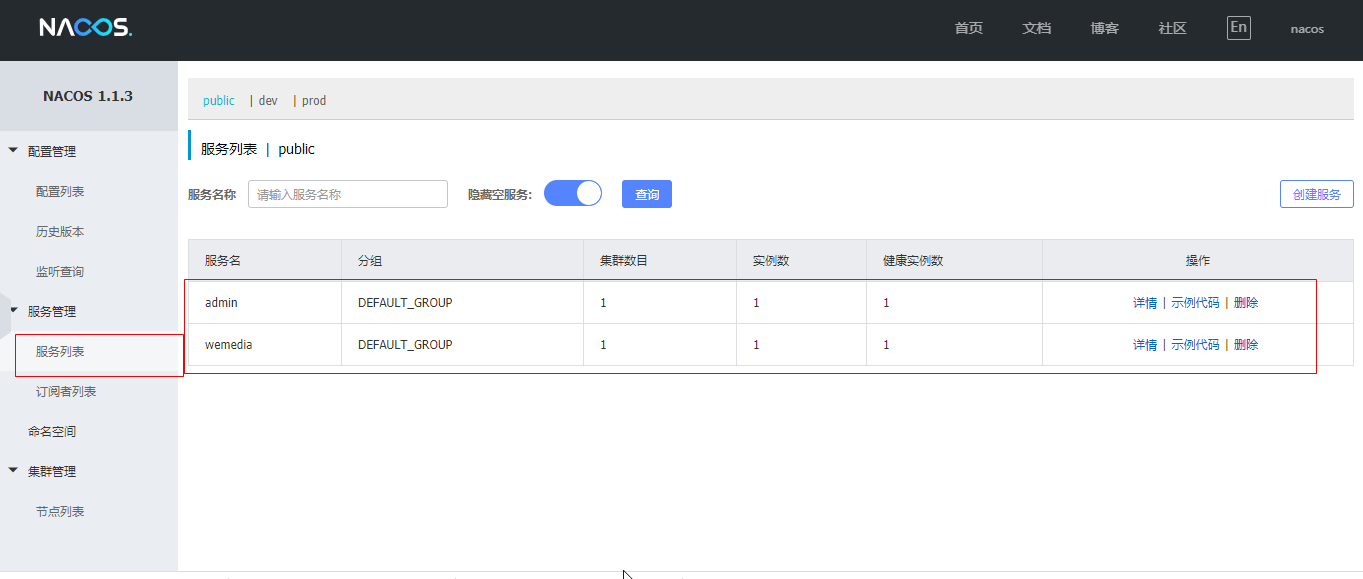 NACOS. 首页 文档 博客 社区 En nacos
NACOS 1.1.3
配置管理
配置列表
历史版本
监听查询
服务管理
服务列表
订阅者列表
命名空间
集群管理
节点列表
public | dev | prod
服务列表 | public
服务名称 请输入服务名称 隐藏空服务: 查询 创建服务
服务名 分组 集群数目 实例数 健康实例数 操作
admin DEFAULT_GROUP 1 1 1 详情 | 示例代码 | 删除
wemedia DEFAULT_GROUP 1 1 1 详情 | 示例代码 | 删除